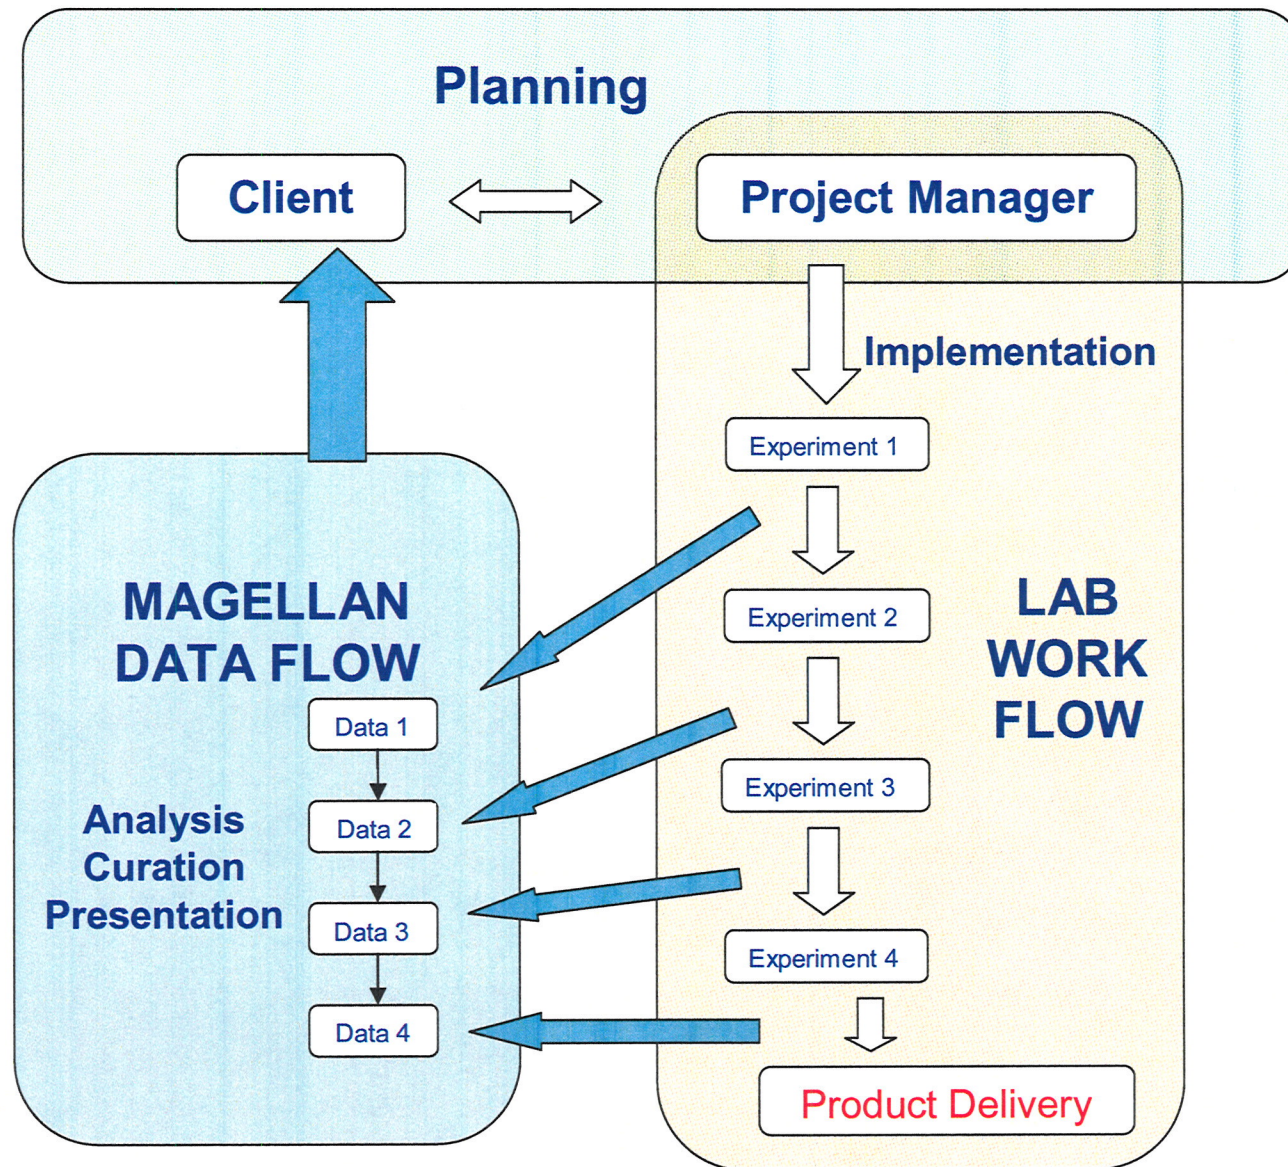 Planning
Client
Project Manager
Implementation
Experiment 1
Experiment 2
Experiment 3
Experiment 4
Product Delivery
LAB
WORK
FLOW
MAGELLAN
DATA FLOW
Data 1
Data 2
Data 3
Data 4
Analysis
Curation
Presentation